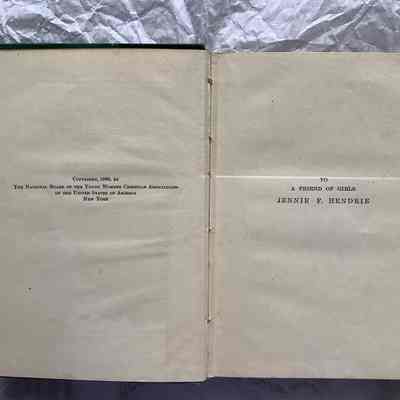 Copyright, 1909, by
The National Board of the Young Womens Christian Associations
of the United States of America
New York
TO
A FRIEND OF GIRLS
JENNIE F. HENDRIE